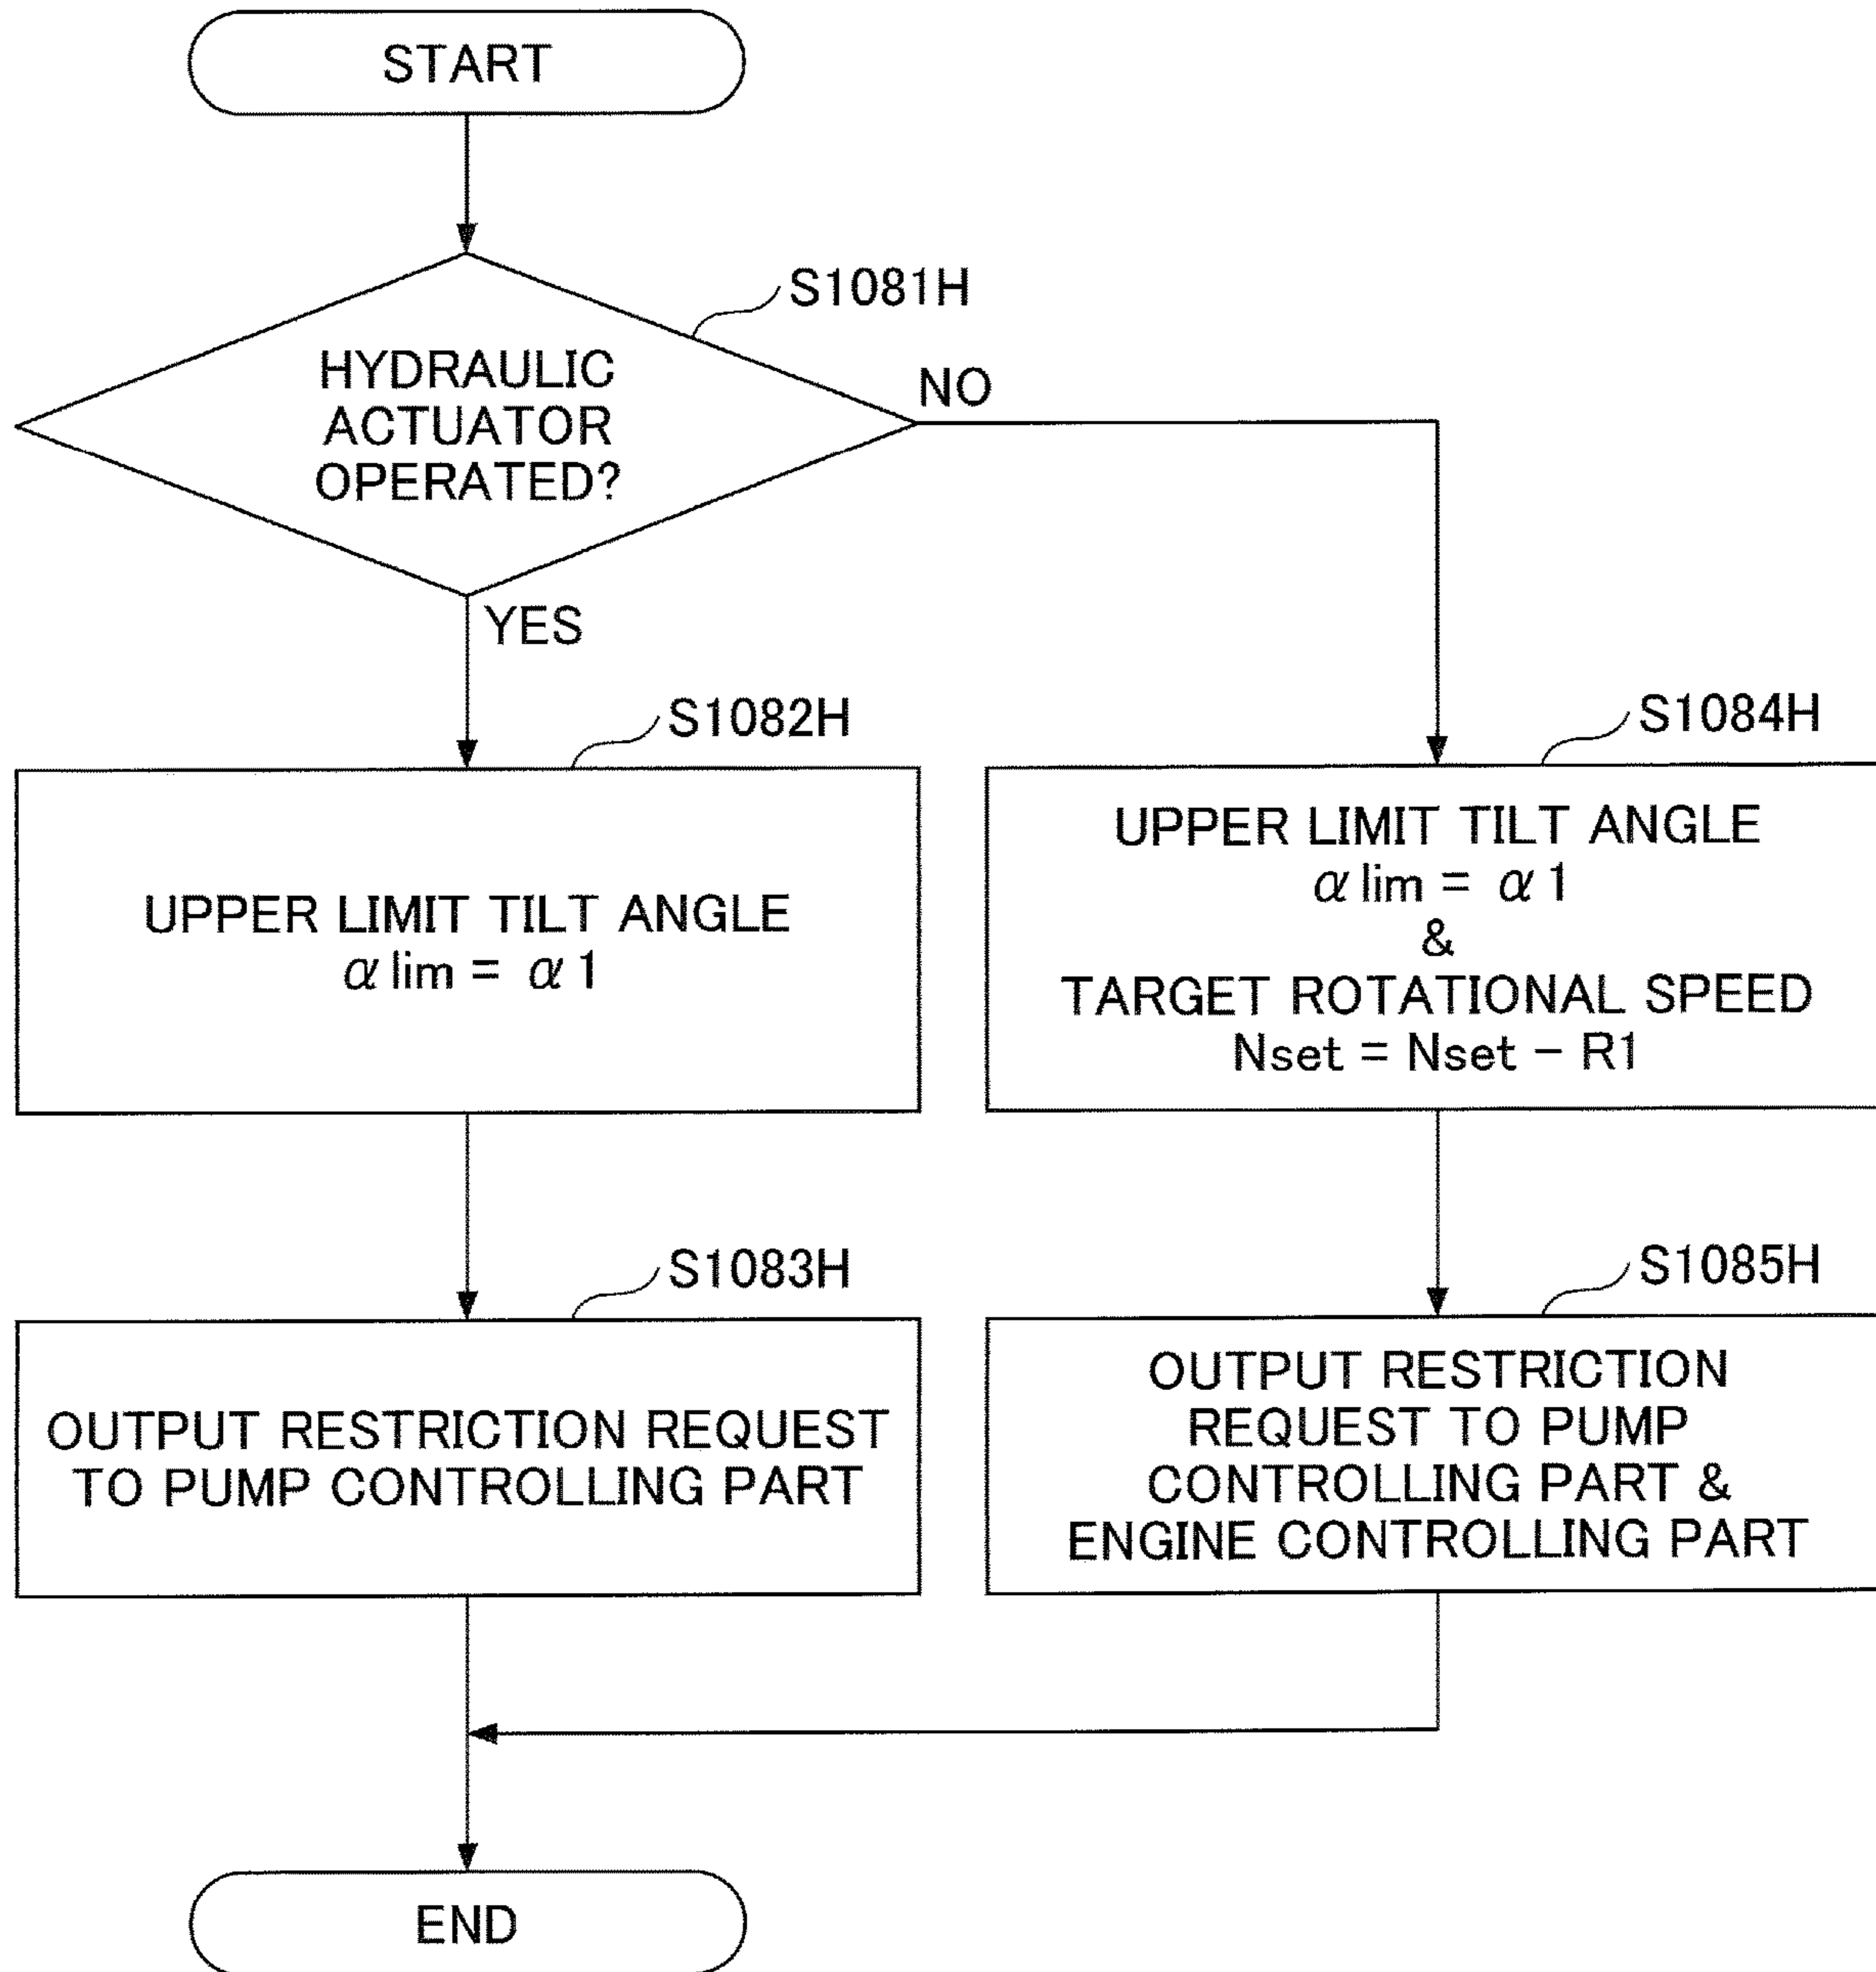 START
S1081H
HYDRAULIC
ACTUATOR
OPERATED?
NO
YES
S1082H
UPPER LIMIT TILT ANGLE
α lim = α 1
S1084H
UPPER LIMIT TILT ANGLE
α lim = α 1
&
TARGET ROTATIONAL SPEED
Nset = Nset − R1
S1083H
OUTPUT RESTRICTION REQUEST
TO PUMP CONTROLLING PART
S1085H
OUTPUT RESTRICTION
REQUEST TO PUMP
CONTROLLING PART &
ENGINE CONTROLLING PART
END